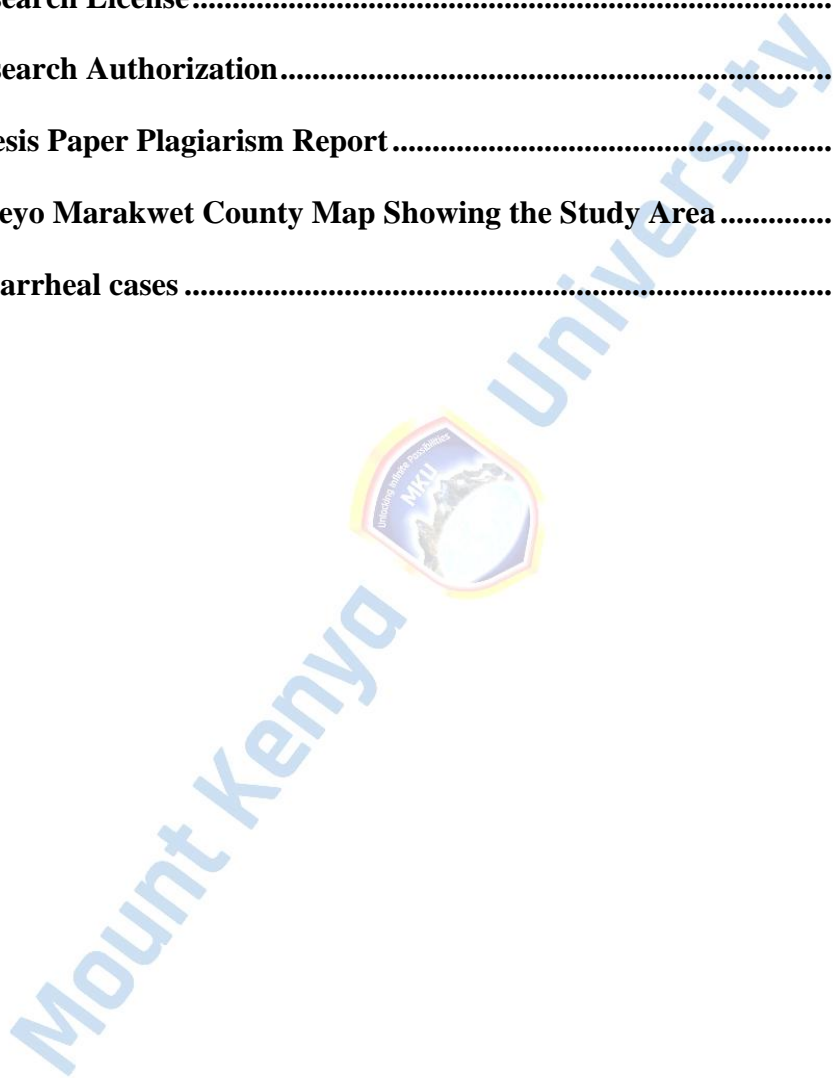 search License
search Authorization
esis Paper Plagiarism Report
eyo Marakwet County Map Showing the Study Area
arrheal cases
Mount Kenya University
Unlocking Infinite Possibilities
MKU